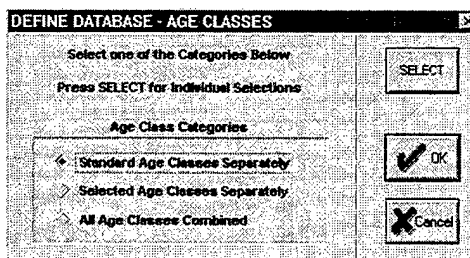 DEFINE DATABASE - AGE CLASSES
Select one of the Categories Below
Press SELECT for Individual Selections
Age Class Categories
Standard Age Classes Separately
Selected Age Classes Separately
All Age Classes Combined
SELECT
OK
Cancel